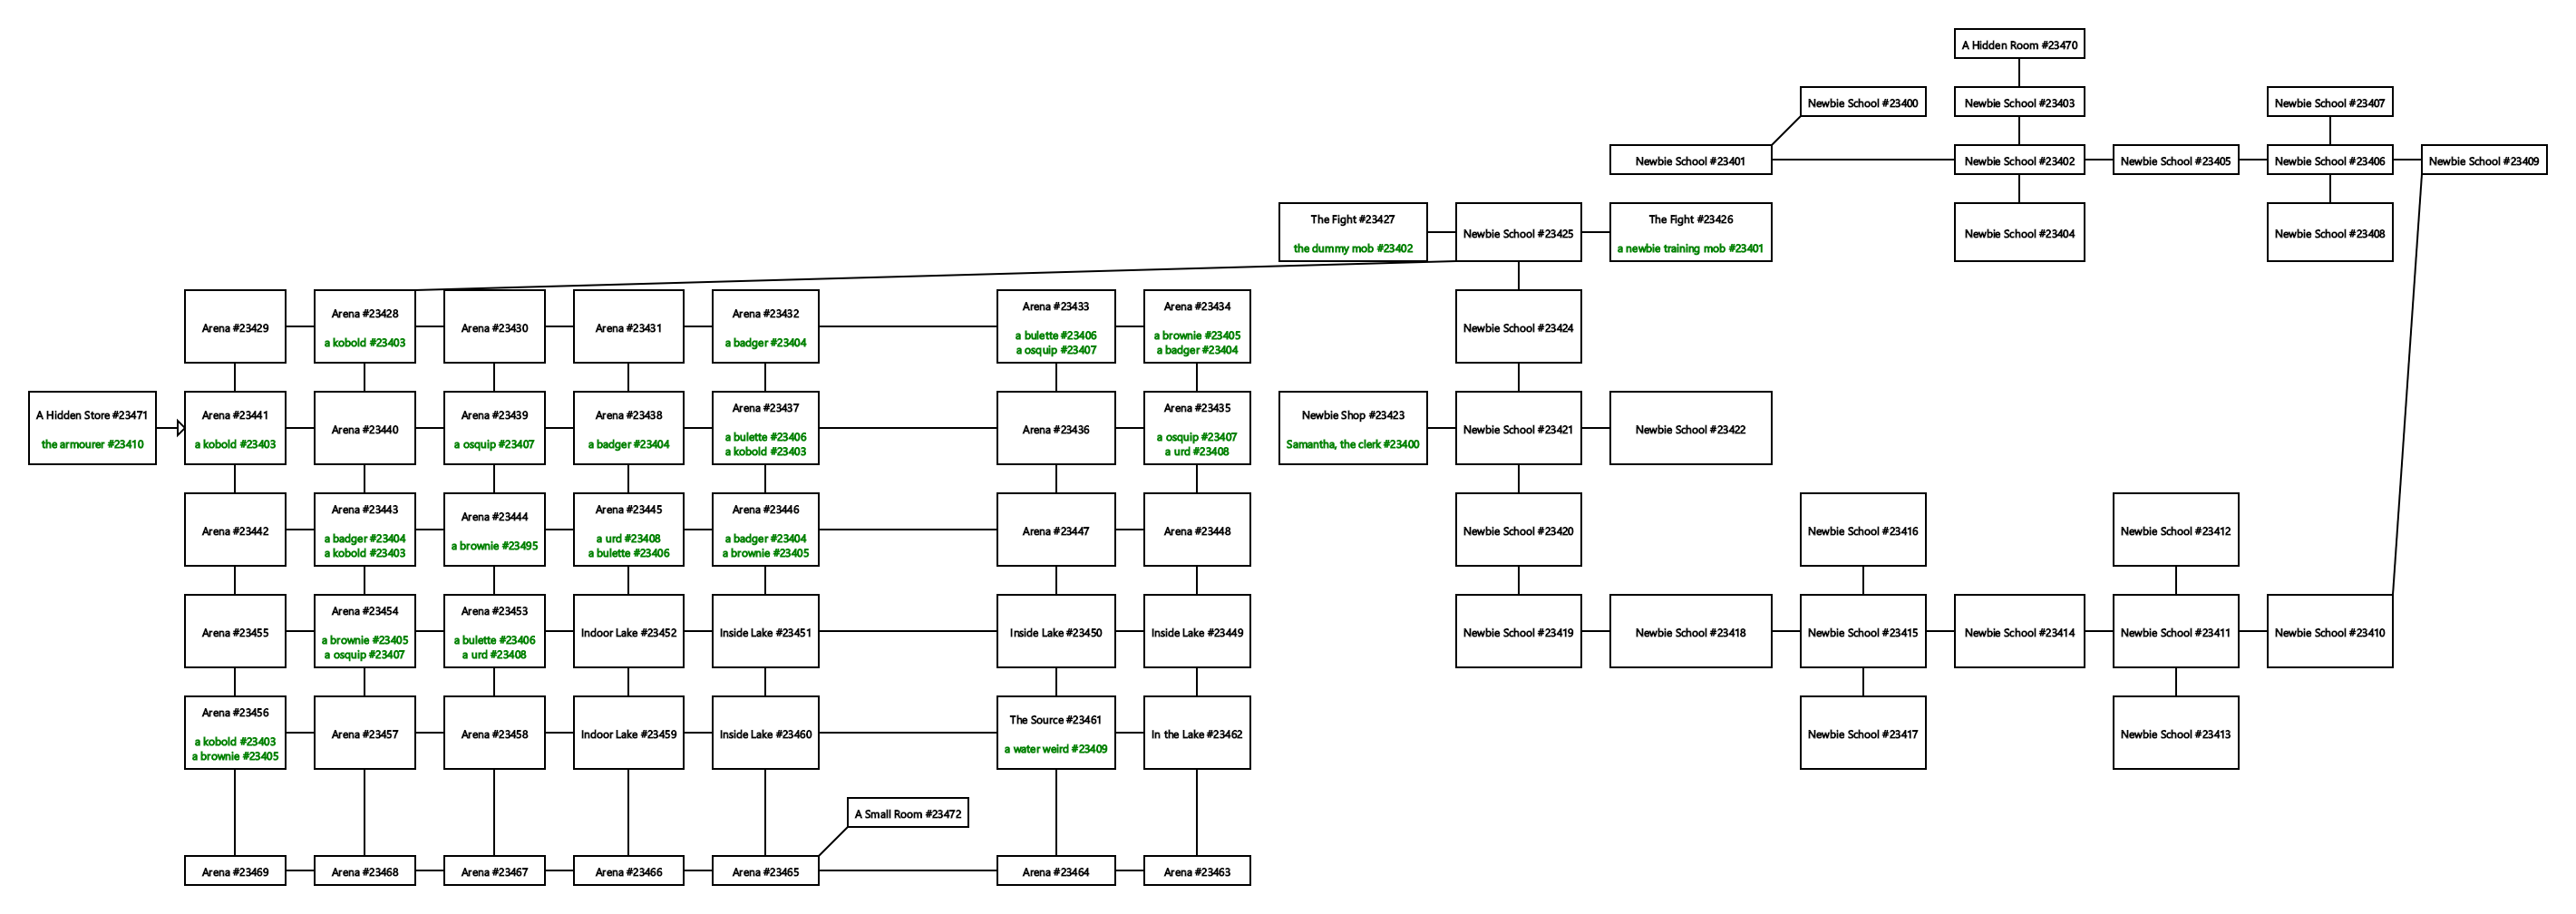 A Hidden Room #23470
Newbie School #23400
Newbie School #23403
Newbie School #23407
Newbie School #23401
Newbie School #23402
Newbie School #23405
Newbie School #23406
Newbie School #23409
The Fight #23427
the dummy mob #23402
Newbie School #23425
The Fight #23426
a newbie training mob #23401
Newbie School #23404
Newbie School #23408
Arena #23429
Arena #23428
a kobold #23403
Arena #23430
Arena #23431
Arena #23432
a badger #23404
Arena #23433
a bulette #23406
a osquip #23407
Arena #23434
a brownie #23405
a badger #23404
Newbie School #23424
A Hidden Store #23471
the armourer #23410
Arena #23441
a kobold #23403
Arena #23440
Arena #23439
a osquip #23407
Arena #23438
a badger #23404
Arena #23437
a bulette #23406
a kobold #23403
Arena #23436
Arena #23435
a osquip #23407
a urd #23408
Newbie Shop #23423
Samantha, the clerk #23400
Newbie School #23421
Newbie School #23422
Arena #23442
Arena #23443
a badger #23404
a kobold #23403
Arena #23444
a brownie #23495
Arena #23445
a urd #23408
a bulette #23406
Arena #23446
a badger #23404
a brownie #23405
Arena #23447
Arena #23448
Newbie School #23420
Newbie School #23416
Newbie School #23412
Arena #23455
Arena #23454
a brownie #23405
a osquip #23407
Arena #23453
a bulette #23406
a urd #23408
Indoor Lake #23452
Inside Lake #23451
Inside Lake #23450
Inside Lake #23449
Newbie School #23419
Newbie School #23418
Newbie School #23415
Newbie School #23414
Newbie School #23411
Newbie School #23410
Arena #23456
a kobold #23403
a brownie #23405
Arena #23457
Arena #23458
Indoor Lake #23459
Inside Lake #23460
The Source #23461
a water weird #23409
In the Lake #23462
Newbie School #23417
Newbie School #23413
A Small Room #23472
Arena #23469
Arena #23468
Arena #23467
Arena #23466
Arena #23465
Arena #23464
Arena #23463